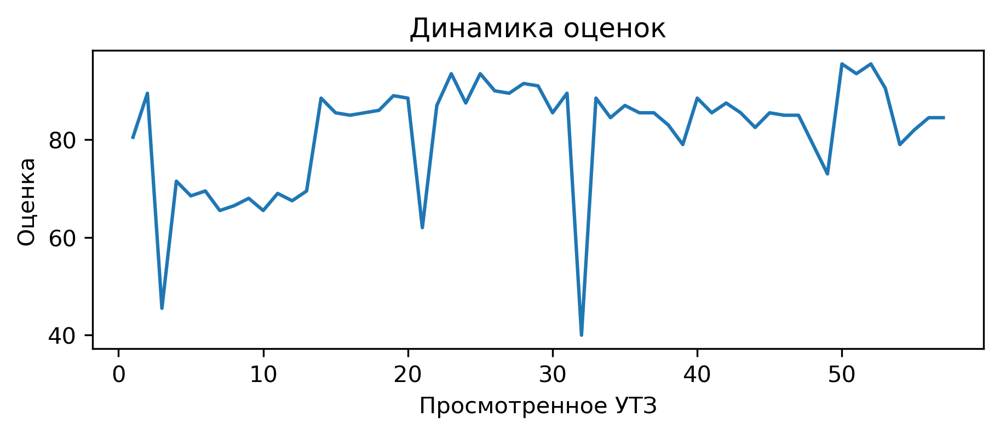 Динамика оценок
Оценка
80
60
40
0 10 20 30 40 50
Просмотренное УТЗ